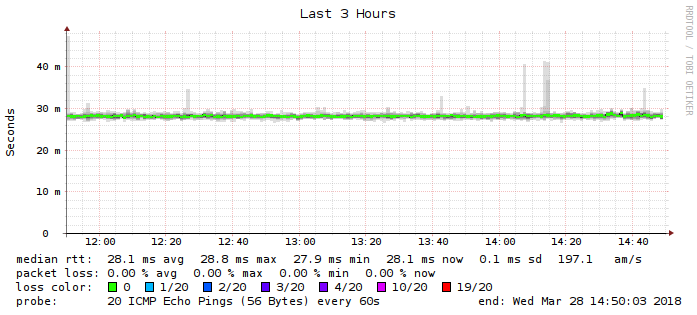 Last 3 Hours
RRDTOOL / TOBI OETIKER
Seconds
40 m
30 m
20 m
10 m
0
12:00 12:20 12:40 13:00 13:20 13:40 14:00 14:20 14:40
median rtt: 28.1 ms avg 28.8 ms max 27.9 ms min 28.1 ms now 0.1 ms sd 197.1 am/s
packet loss: 0.00 % avg 0.00 % max 0.00 % min 0.00 % now
loss color: 0 1/20 2/20 3/20 4/20 10/20 19/20
probe: 20 ICMP Echo Pings (56 Bytes) every 60s end: Wed Mar 28 14:50:03 2018